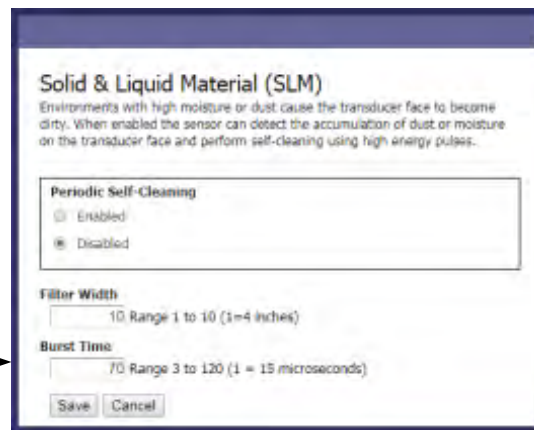 Solid & Liquid Material (SLM)
Environments with high moisture or dust cause the transducer face to become
dirty. When enabled the sensor can detect the accumulation of dust or moisture
on the transducer face and perform self-cleaning using high energy pulses.
Periodic Self-Cleaning
Enabled
Disabled
Filter Width
10 Range 1 to 10 (1=4 inches)
Burst Time
70 Range 3 to 120 (1 = 15 microseconds)
Save Cancel